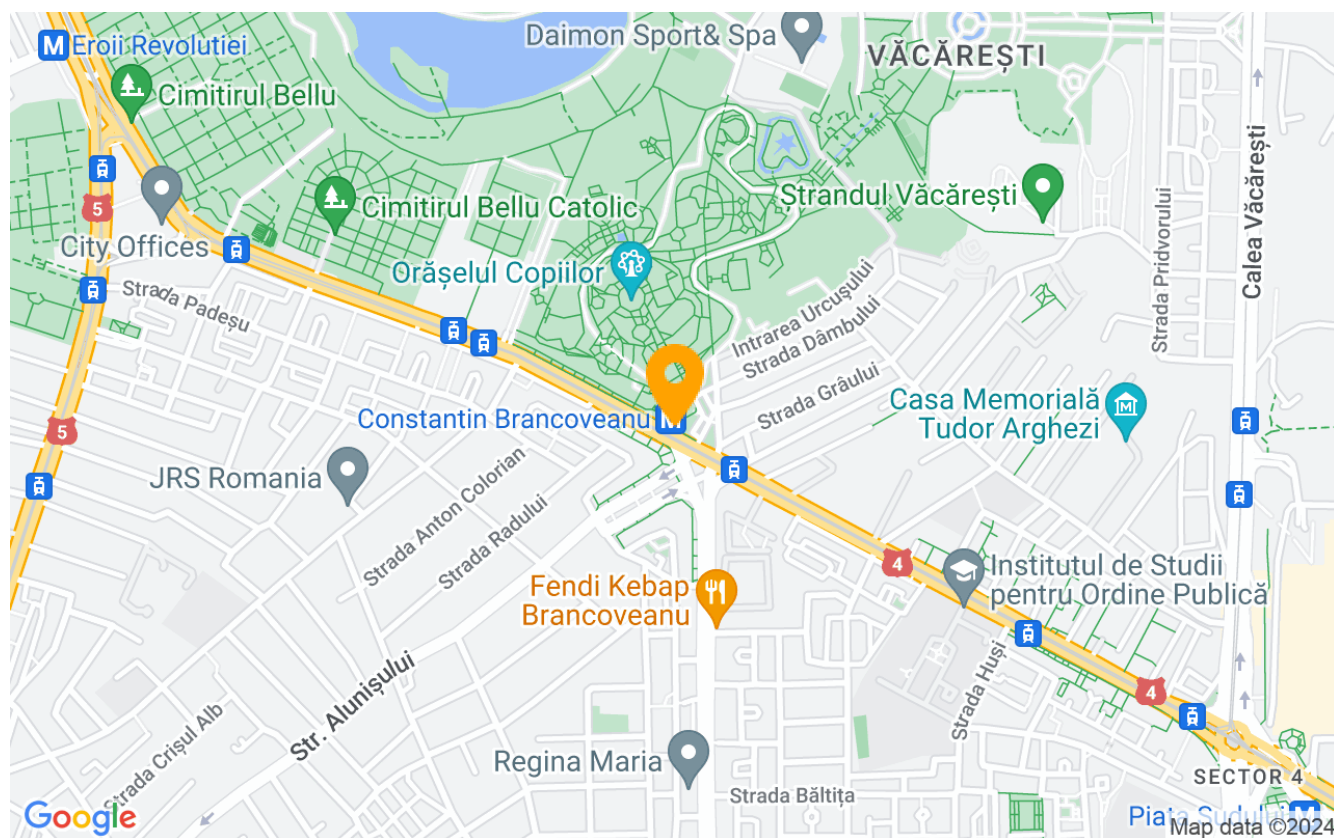 Daimon Sport& Spa
VĂCĂREȘTI
M Eroii Revolutiei
Cimitirul Bellu
Calea Văcărești
Ștrandul Văcărești
5
Cimitirul Bellu Catolic
City Offices
Strada Pridvorului
Orășelul Copiilor
Strada Padeșu
Intrarea Urcușului
Strada Dâmbului
Strada Grâului
Casa Memorială
Tudor Arghezi
Constantin Brancoveanu
5
JRS Romania
Strada Anton Colorian
Strada Radului
4
Institutul de Studii
pentru Ordine Publică
Fendi Kebap
Brancoveanu
Strada Huși
Str. Alunișului
4
Strada Crișul Alb
Regina Maria
SECTOR 4
Strada Băltița
Google
Piața Sudului M
Map data ©2024